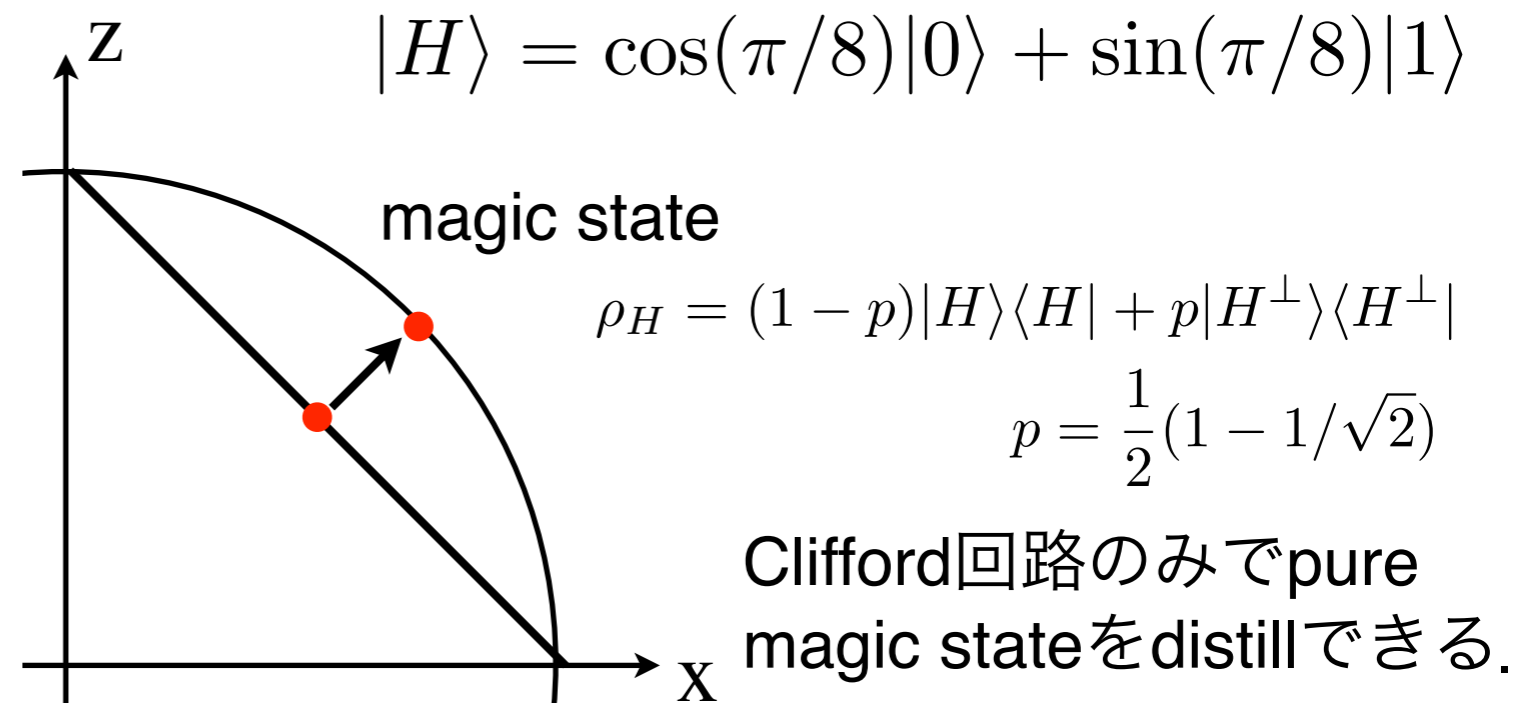 z
|H⟩ = cos(π/8)|0⟩ + sin(π/8)|1⟩
magic state
ρ_H = (1 − p)|H⟩⟨H| + p|H^⊥⟩⟨H^⊥|
p = \frac{1}{2}(1 − 1/√2)
Clifford回路のみでpure
magic stateをdistillできる.
x